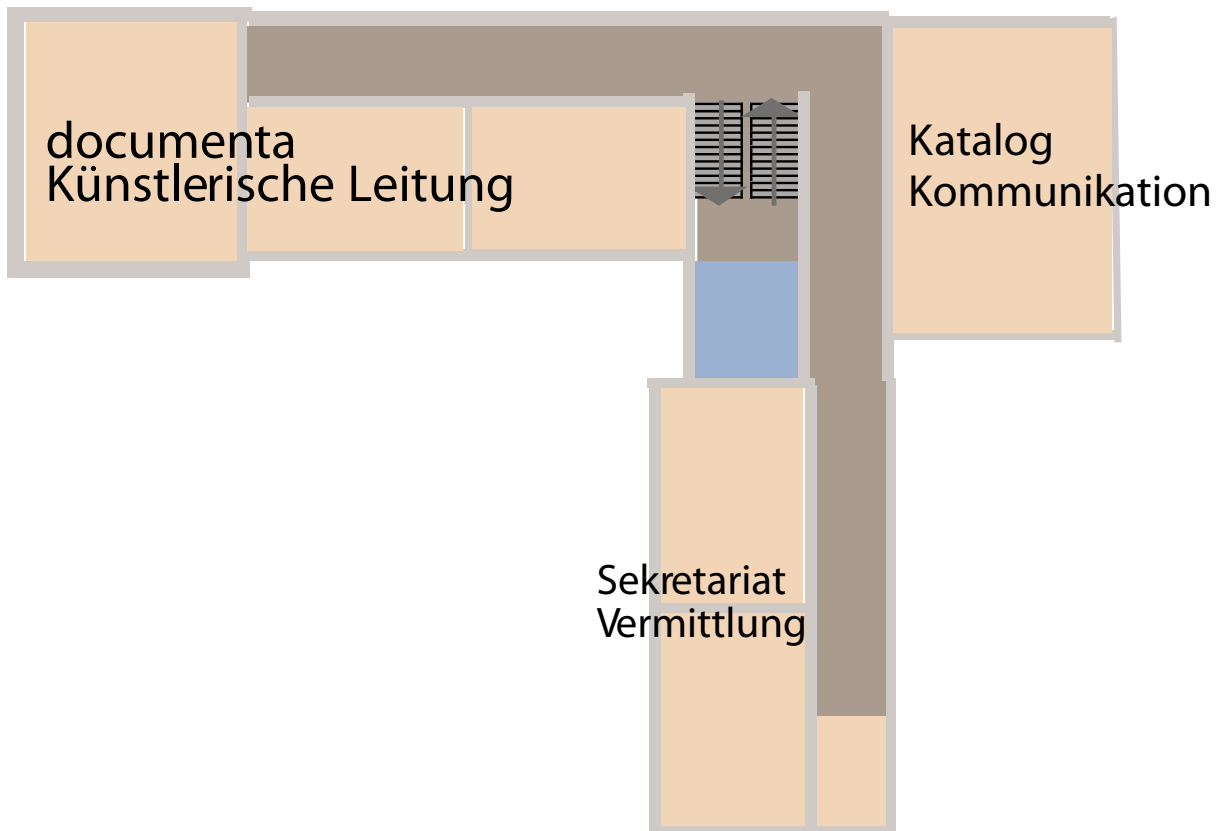 documenta
Künstlerische Leitung
Katalog
Kommunikation
Sekretariat
Vermittlung